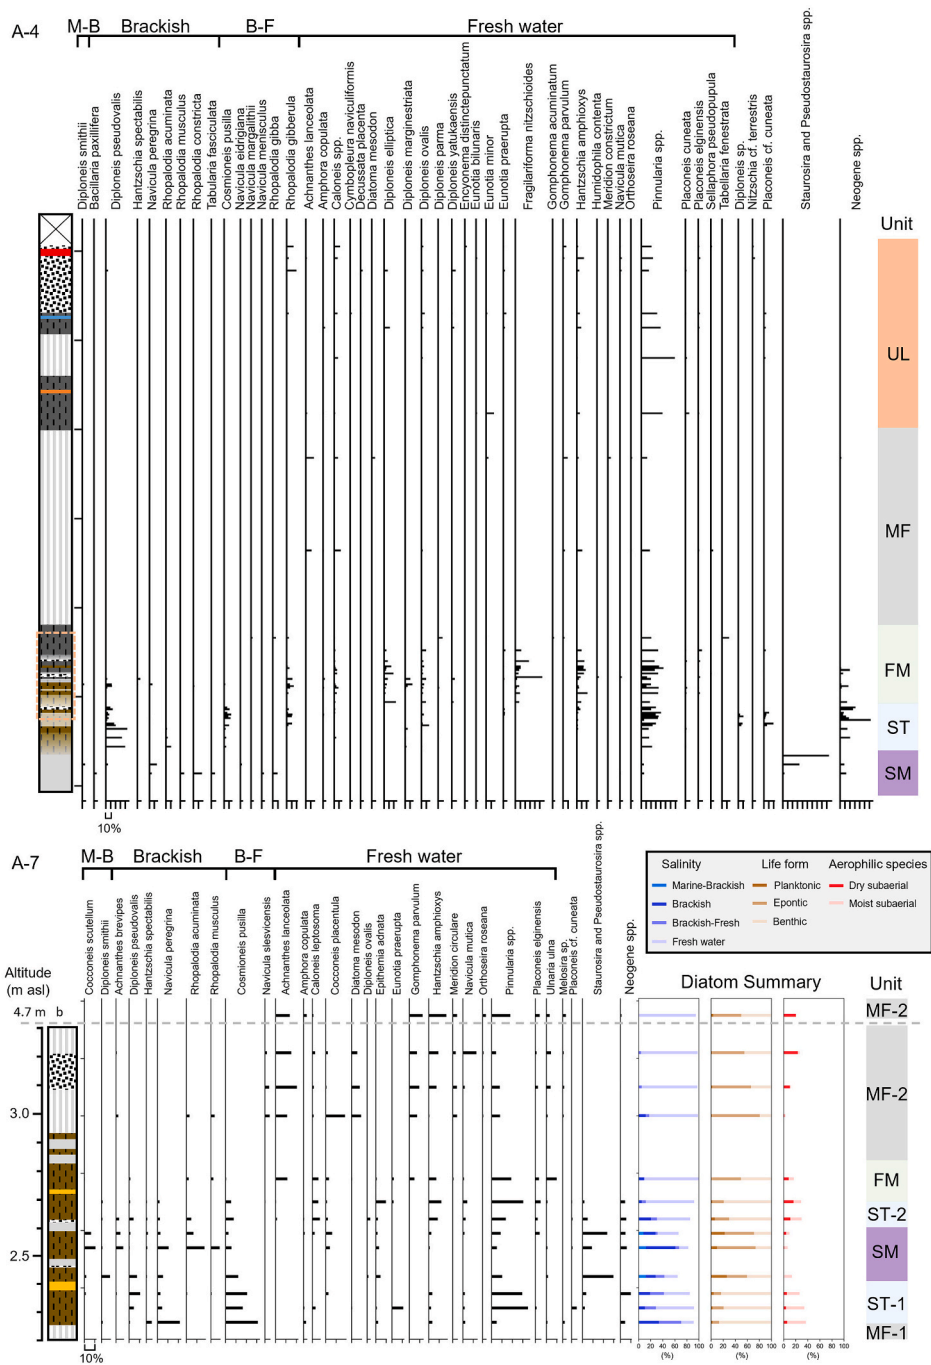 A-4
M-B Brackish B-F Fresh water
Diploneis smithii
Bacillaria paxillifera
Diploneis pseudovalis
Hantzschia spectabilis
Navicula peregrina
Rhopalodia acuminata
Rhopalodia musculus
Rhopalodia constricta
Tabularia fasciculata
Cosmioneis pusilla
Navicula eidrigiana
Navicula margalithii
Navicula menisculus
Rhopalodia gibba
Rhopalodia gibberula
Achnanthes lanceolata
Amphora copulata
Caloneis spp.
Cymbopleura naviculiformis
Decussata placenta
Diatoma mesodon
Diploneis elliptica
Diploneis marginestriata
Diploneis ovalis
Diploneis parma
Diploneis yatukaensis
Encyonema distinctepunctatum
Eunotia bilunaris
Eunotia minor
Eunotia praerupta
Fragilariforma nitzschioides
Gomphonema acuminatum
Gomphonema parvulum
Hantzschia amphioxys
Humidophila contenta
Meridion constrictum
Navicula mutica
Orthoseira roseana
Pinnularia spp.
Placoneis cuneata
Placoneis elginensis
Sellaphora pseudopupula
Tabellaria fenestrata
Diploneis sp.
Nitzschia cf. terrestris
Placoneis cf. cuneata
Staurosira and Pseudostaurosira spp.
Neogene spp.
Unit
UL
MF
FM
ST
SM
10%
A-7
M-B Brackish B-F Fresh water
Cocconeis scutellum
Diploneis smithii
Achnanthes brevipes
Diploneis pseudovalis
Hantzschia spectabilis
Navicula peregrina
Rhopalodia acuminata
Rhopalodia musculus
Cosmioneis pusilla
Navicula slesvicensis
Achnanthes lanceolata
Amphora copulata
Caloneis leptosoma
Cocconeis placentula
Diatoma mesodon
Diploneis ovalis
Epithemia adnata
Eunotia praerupta
Gomphonema parvulum
Hantzschia amphioxys
Meridion circulare
Navicula mutica
Orthoseira roseana
Pinnularia spp.
Placoneis elginensis
Ulnaria ulna
Melosira sp.
Placoneis cf. cuneata
Staurosira and Pseudostaurosira spp.
Neogene spp.
Salinity Life form Aerophilic species
Marine-Brackish Planktonic Dry subaerial
Brackish Epontic Moist subaerial
Brackish-Fresh Benthic
Fresh water
Altitude
(m asl)
Diatom Summary Unit
4.7 m b MF-2
MF-2
3.0
FM
ST-2
2.5 SM
ST-1
MF-1
10%
0 20 40 60 80 100 0 20 40 60 80 100 0 20 40 60 80 100
(%) (%) (%)